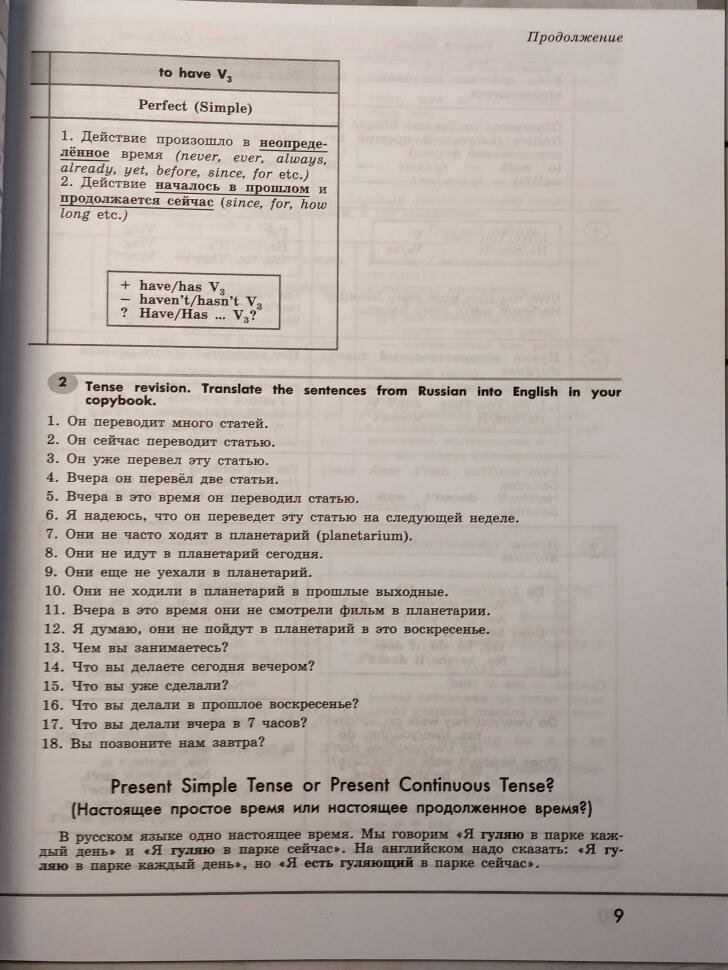 Продолжение
to have V₃
Perfect (Simple)
1. Действие произошло в неопреде-
лённое время (never, ever, always,
already, yet, before, since, for etc.)
2. Действие началось в прошлом и
продолжается сейчас (since, for, how
long etc.)
+ have/has V₃
– haven't/hasn't V₃
? Have/Has ... V₃?
2 Tense revision. Translate the sentences from Russian into English in your
copybook.
1. Он переводит много статей.
2. Он сейчас переводит статью.
3. Он уже перевел эту статью.
4. Вчера он перевёл две статьи.
5. Вчера в это время он переводил статью.
6. Я надеюсь, что он переведет эту статью на следующей неделе.
7. Они не часто ходят в планетарий (planetarium).
8. Они не идут в планетарий сегодня.
9. Они еще не уехали в планетарий.
10. Они не ходили в планетарий в прошлые выходные.
11. Вчера в это время они не смотрели фильм в планетарии.
12. Я думаю, они не пойдут в планетарий в это воскресенье.
13. Чем вы занимаетесь?
14. Что вы делаете сегодня вечером?
15. Что вы уже сделали?
16. Что вы делали в прошлое воскресенье?
17. Что вы делали вчера в 7 часов?
18. Вы позвоните нам завтра?
Present Simple Tense or Present Continuous Tense?
(Настоящее простое время или настоящее продолженное время?)
В русском языке одно настоящее время. Мы говорим «Я гуляю в парке каж-
дый день» и «Я гуляю в парке сейчас». На английском надо сказать: «Я гу-
ляю в парке каждый день», но «Я есть гуляющий в парке сейчас».
9